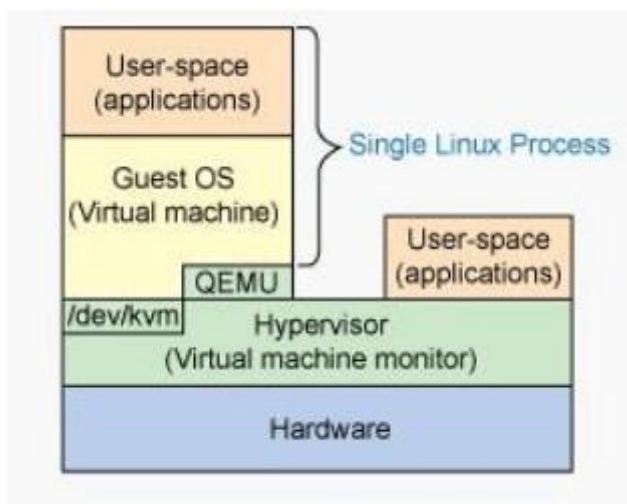 User-space
(applications)
Single Linux Process
Guest OS
(Virtual machine)
User-space
(applications)
QEMU
/dev/kvm
Hypervisor
(Virtual machine monitor)
Hardware